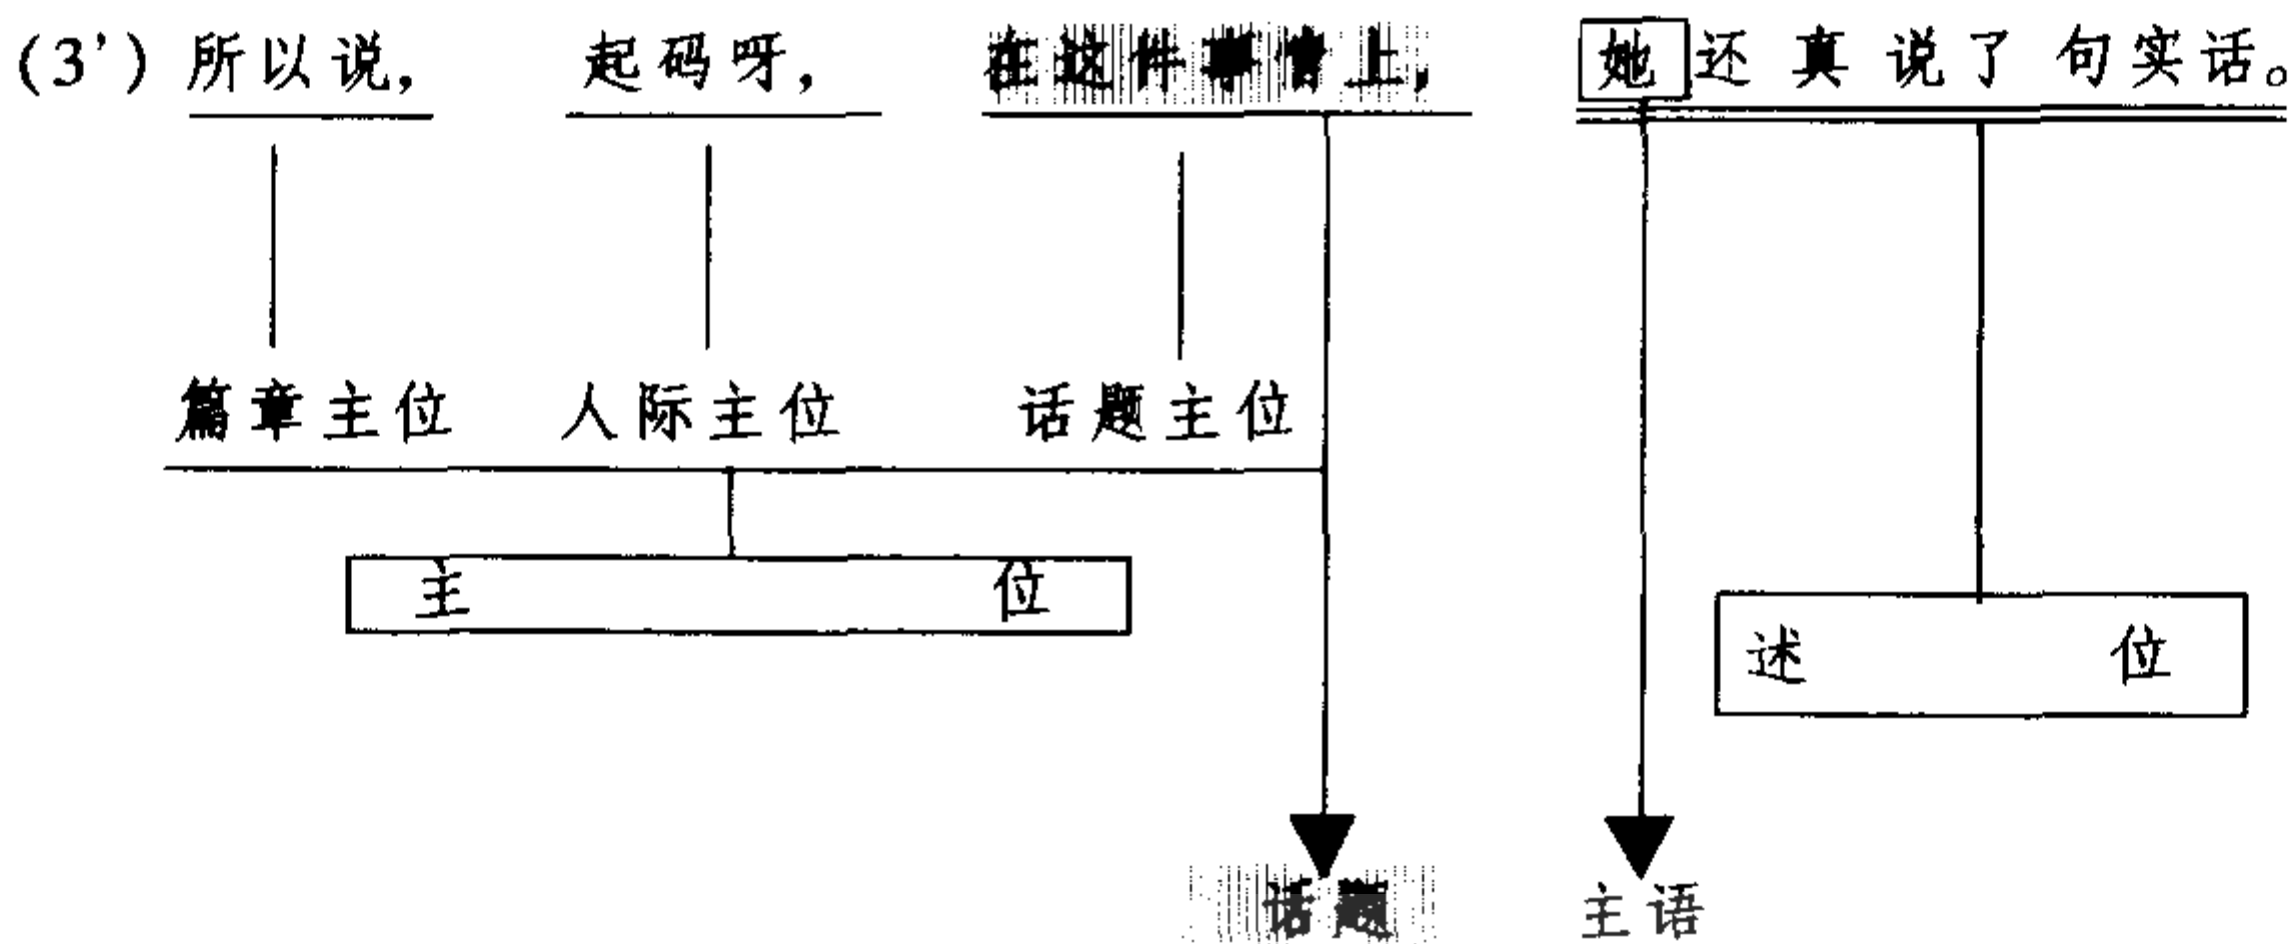 (3') 所以说, 起码呀, 在这件事情上, 她还真说了句实话。
篇章主位 人际主位 话题主位
主 位
述 位
话题 主语